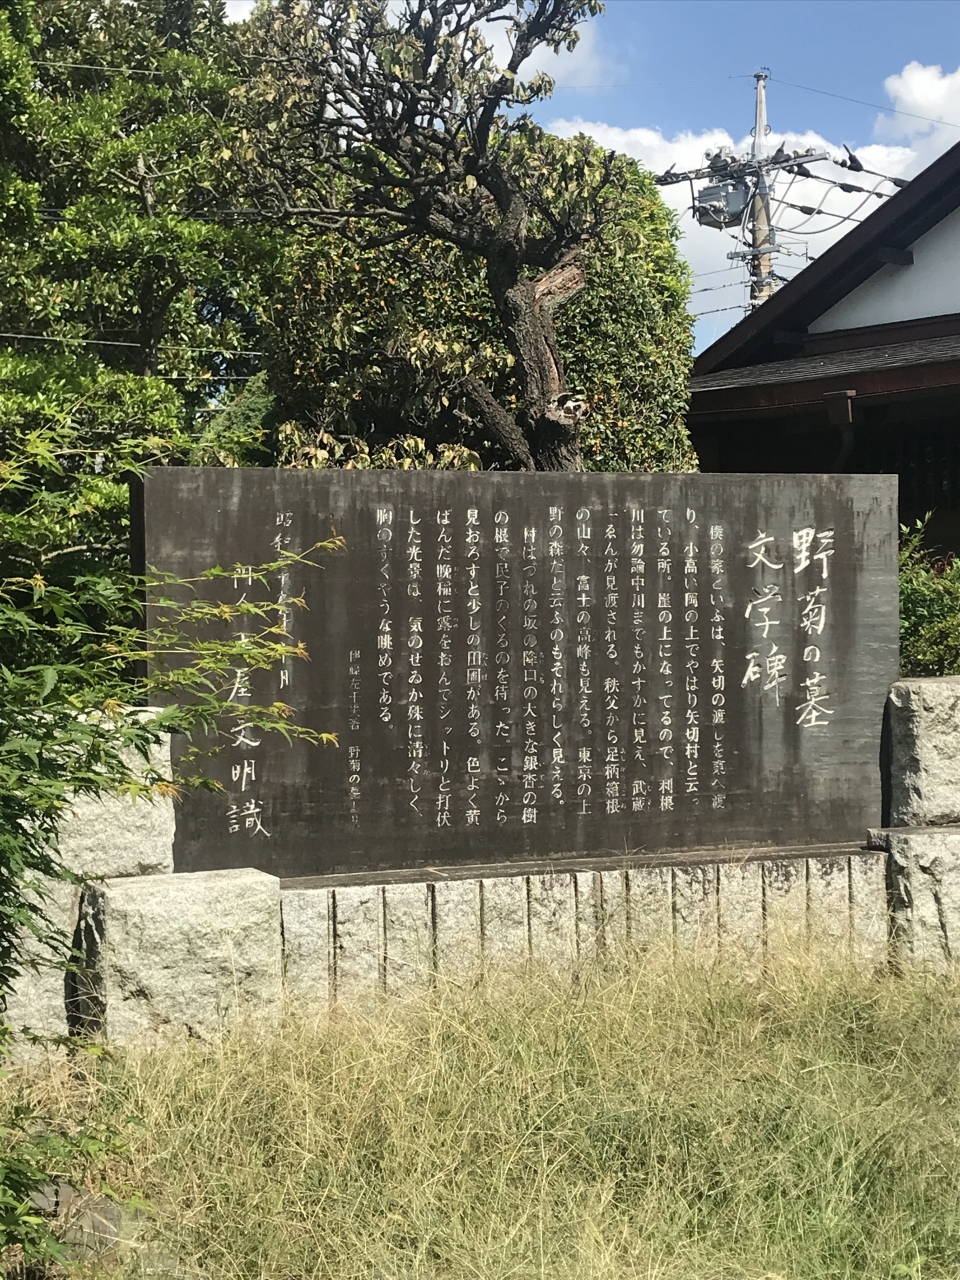 野菊の墓
文学碑
僕の家といふは、矢切の渡しを東へ渡
り、小高い岡の上でやはり矢切村と云っ
ている所。崖の上になってるので、利根
川は勿論中川までもかすかに見え、武蔵
一ゑんが見渡される。秩父から足柄箱根
の山々、富士の高峰も見える。東京の上
野の森だと云ふのもそれらしく見える。
村はづれの坂の降口の大きな銀杏の樹
の根で民子のくるのを待った。こゝから
見おろすと少しの田圃がある。色よく黄
ばんだ晩稲に露をおんでシットリと打伏
した光景は、気のせゐか殊に清々しく、
胸のすくやうな眺めである。
伊藤左千夫著 野菊の墓より
昭和 年 月
門人 土屋文明識